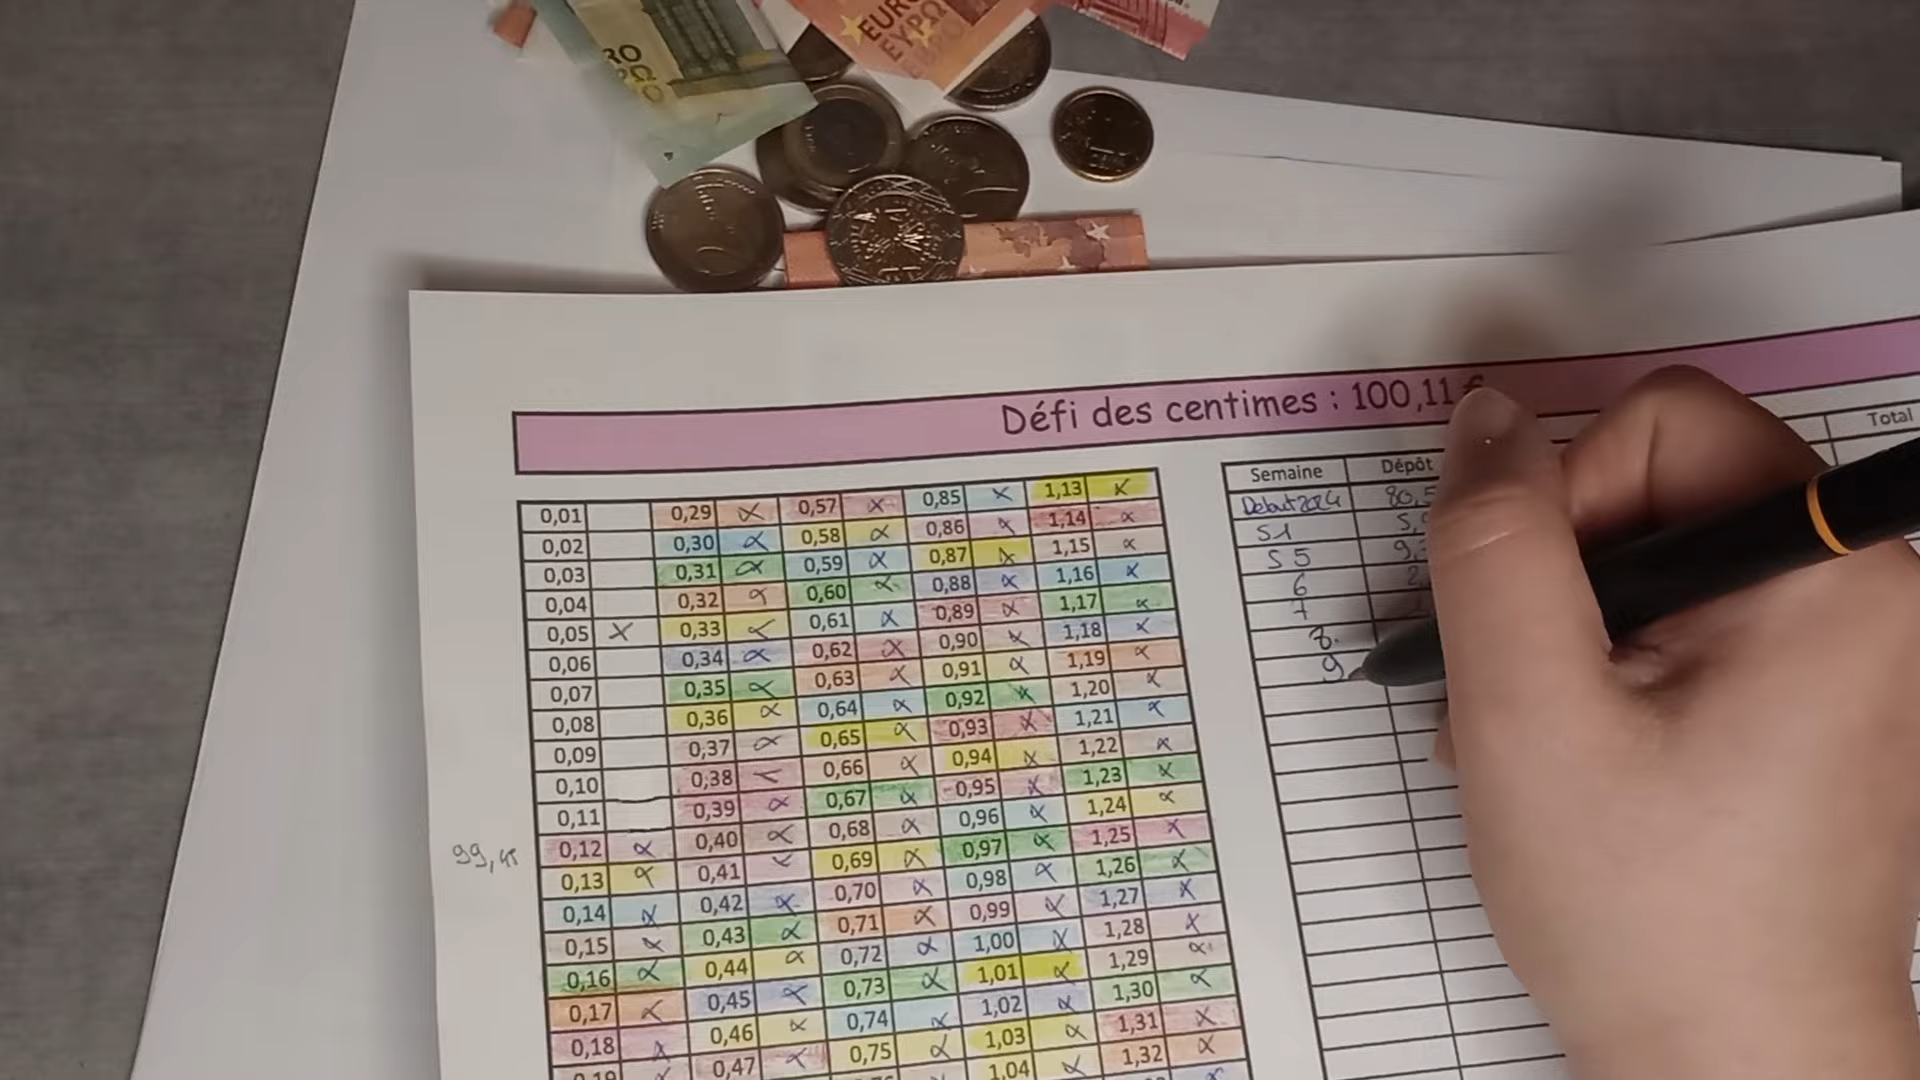 EURO
ΕΥΡΩ
Défi des centimes : 100,11 €
Semaine Dépôt Total
Debut 2024 80,5
S1 5,
S5 9,
6 2,
7
8.
9
0,01 0,29 x 0,57 x 0,85 x 1,13 x
0,02 0,30 x 0,58 x 0,86 x 1,14 x
0,03 0,31 x 0,59 x 0,87 x 1,15 x
0,04 0,32 x 0,60 x 0,88 x 1,16 x
0,05 x 0,33 x 0,61 x 0,89 x 1,17 x
0,06 0,34 x 0,62 x 0,90 x 1,18 x
0,07 0,35 x 0,63 x 0,91 x 1,19 x
0,08 0,36 x 0,64 x 0,92 x 1,20 x
0,09 0,37 x 0,65 x 0,93 x 1,21 x
0,10 0,38 x 0,66 x 0,94 x 1,22 x
0,11 0,39 x 0,67 x 0,95 x 1,23 x
0,12 x 0,40 x 0,68 x 0,96 x 1,24 x
0,13 x 0,41 x 0,69 x 0,97 x 1,25 x
0,14 x 0,42 x 0,70 x 0,98 x 1,26 x
0,15 x 0,43 x 0,71 x 0,99 x 1,27 x
0,16 x 0,44 x 0,72 x 1,00 x 1,28 x
0,17 x 0,45 x 0,73 x 1,01 x 1,29 x
0,18 x 0,46 x 0,74 x 1,02 x 1,30 x
0,19 x 0,47 x 0,75 x 1,03 x 1,31 x
1,04 x 1,32 x
99,45